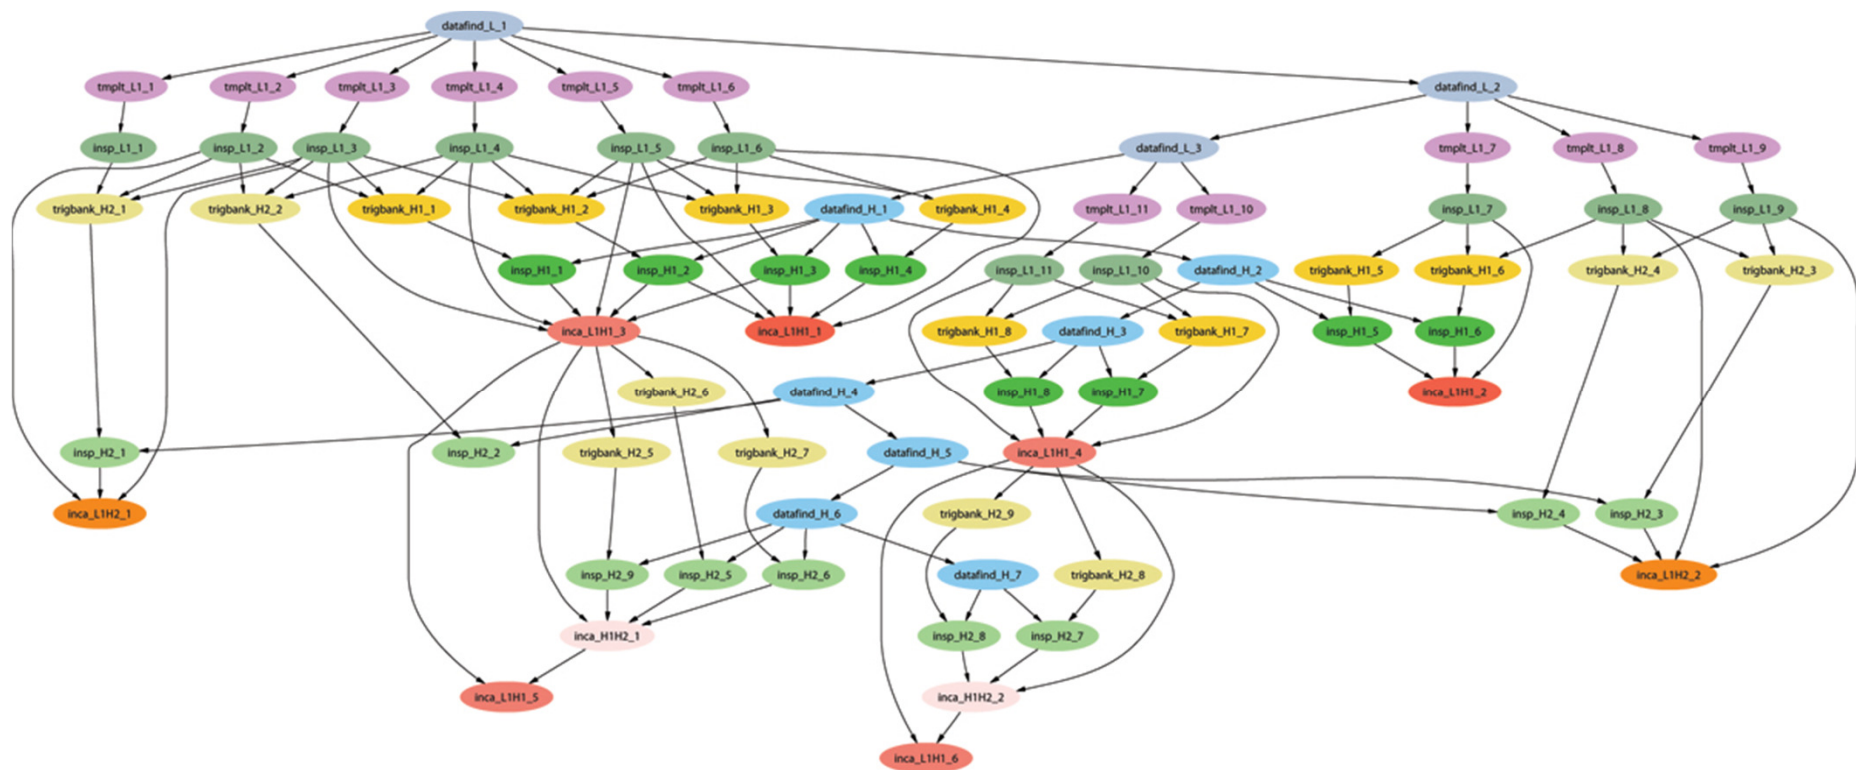 datafind_L_1
tmplt_L1_1 tmplt_L1_2 tmplt_L1_3 tmplt_L1_4 tmplt_L1_5 tmplt_L1_6 datafind_L_2
insp_L1_1 insp_L1_2 insp_L1_3 insp_L1_4 insp_L1_5 insp_L1_6 datafind_L_3 tmplt_L1_7 tmplt_L1_8 tmplt_L1_9
trigbank_H2_1 trigbank_H2_2 trigbank_H1_1 trigbank_H1_2 trigbank_H1_3 datafind_H_1 trigbank_H1_4 tmplt_L1_11 tmplt_L1_10 insp_L1_7 insp_L1_8 insp_L1_9
insp_H1_1 insp_H1_2 insp_H1_3 insp_H1_4 insp_L1_11 insp_L1_10 datafind_H_2 trigbank_H1_5 trigbank_H1_6 trigbank_H2_4 trigbank_H2_3
inca_L1H1_3 inca_L1H1_1 trigbank_H1_8 datafind_H_3 trigbank_H1_7 insp_H1_5 insp_H1_6
trigbank_H2_6 datafind_H_4 insp_H1_8 insp_H1_7 inca_L1H1_2
insp_H2_1 insp_H2_2 trigbank_H2_5 trigbank_H2_7 datafind_H_5 inca_L1H1_4
inca_L1H2_1 datafind_H_6 trigbank_H2_9 insp_H2_4 insp_H2_3
insp_H2_9 insp_H2_5 insp_H2_6 datafind_H_7 trigbank_H2_8 inca_L1H2_2
inca_H1H2_1 insp_H2_8 insp_H2_7
inca_L1H1_5 inca_H1H2_2
inca_L1H1_6